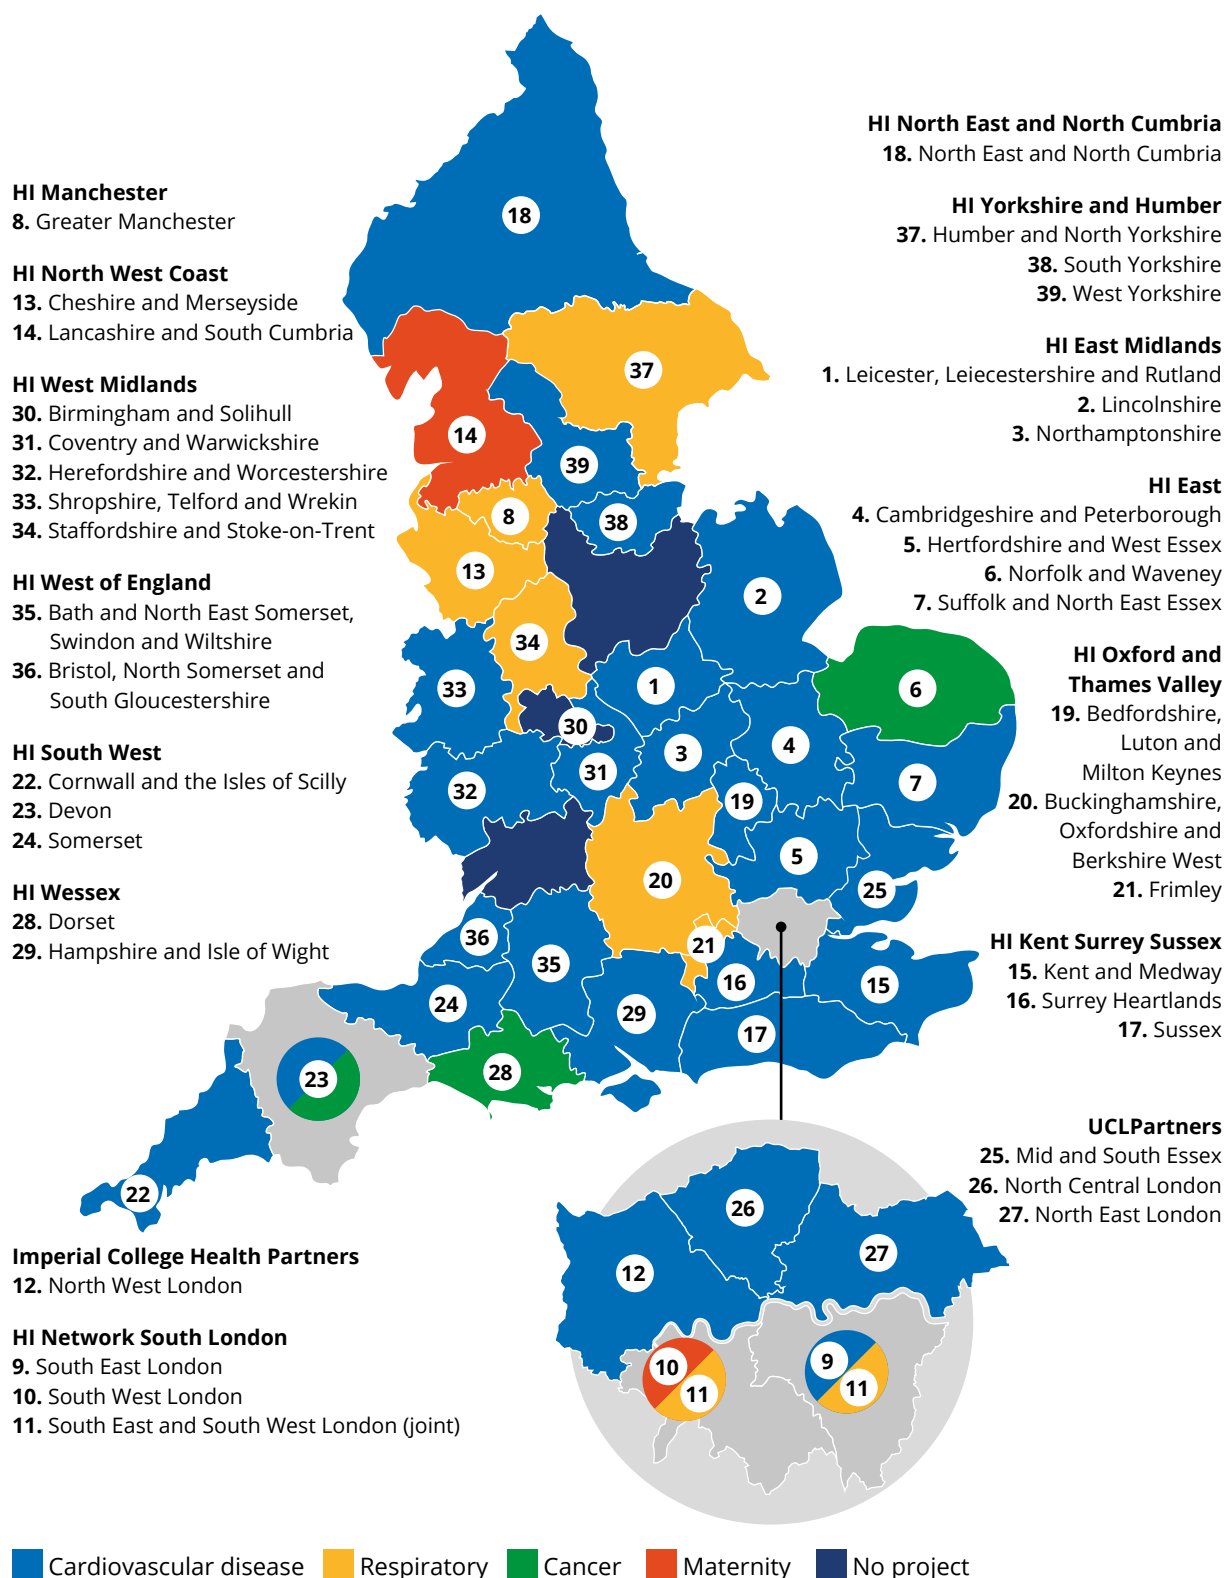 HI Manchester
8. Greater Manchester
HI North West Coast
13. Cheshire and Merseyside
14. Lancashire and South Cumbria
HI West Midlands
30. Birmingham and Solihull
31. Coventry and Warwickshire
32. Herefordshire and Worcestershire
33. Shropshire, Telford and Wrekin
34. Staffordshire and Stoke-on-Trent
HI West of England
35. Bath and North East Somerset,
Swindon and Wiltshire
36. Bristol, North Somerset and
South Gloucestershire
HI South West
22. Cornwall and the Isles of Scilly
23. Devon
24. Somerset
HI Wessex
28. Dorset
29. Hampshire and Isle of Wight
HI North East and North Cumbria
18. North East and North Cumbria
HI Yorkshire and Humber
37. Humber and North Yorkshire
38. South Yorkshire
39. West Yorkshire
HI East Midlands
1. Leicester, Leiecestershire and Rutland
2. Lincolnshire
3. Northamptonshire
HI East
4. Cambridgeshire and Peterborough
5. Hertfordshire and West Essex
6. Norfolk and Waveney
7. Suffolk and North East Essex
HI Oxford and
Thames Valley
19. Bedfordshire,
Luton and
Milton Keynes
20. Buckinghamshire,
Oxfordshire and
Berkshire West
21. Frimley
HI Kent Surrey Sussex
15. Kent and Medway
16. Surrey Heartlands
17. Sussex
UCLPartners
25. Mid and South Essex
26. North Central London
27. North East London
Imperial College Health Partners
12. North West London
HI Network South London
9. South East London
10. South West London
11. South East and South West London (joint)
18
37
14
39
8
38
13
2
34
33
1
6
30
3
4
31
32
19
7
5
20
25
36
21
35
16
15
24
29
17
28
23
22
26
27
12
10
11
9
11
Cardiovascular disease
Respiratory
Cancer
Maternity
No project